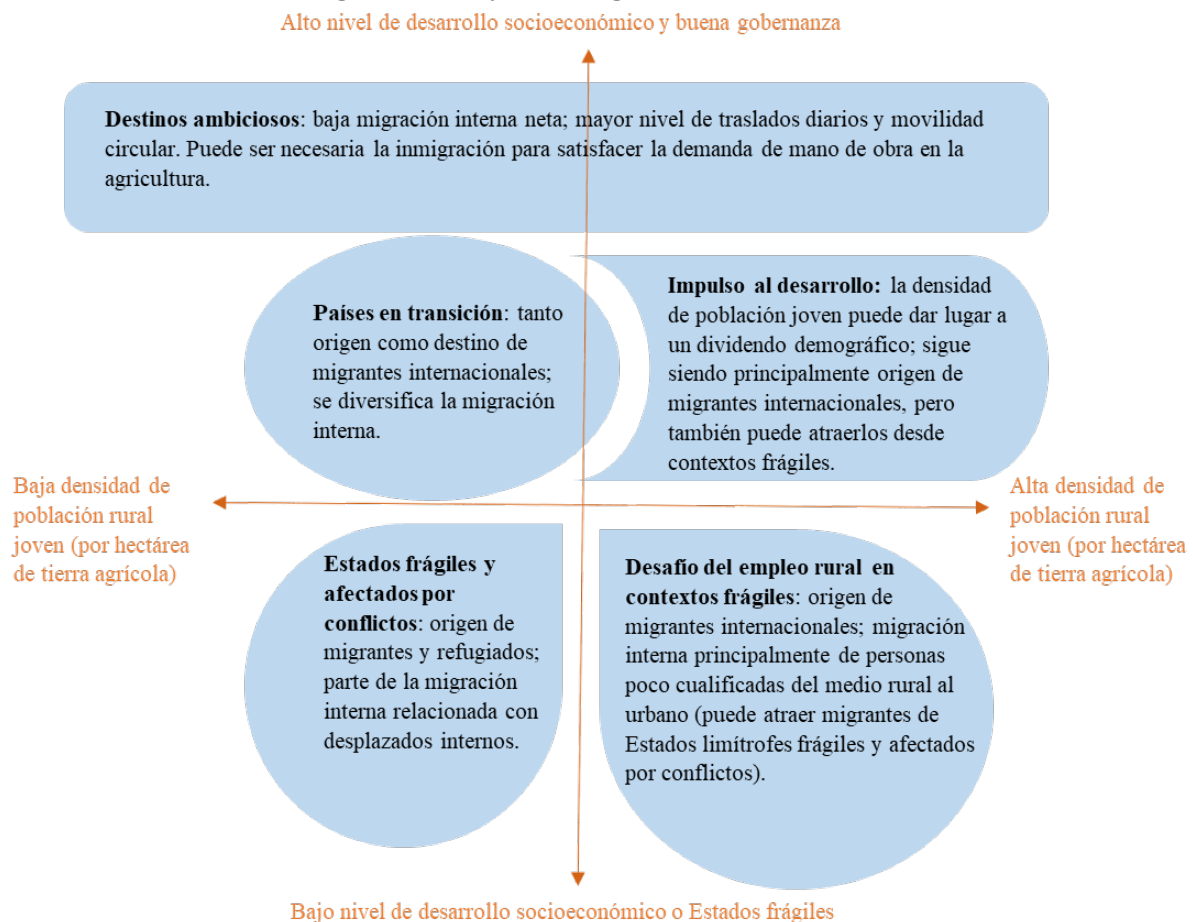 Alto nivel de desarrollo socioeconómico y buena gobernanza
Destinos ambiciosos: baja migración interna neta; mayor nivel de traslados diarios y movilidad
circular. Puede ser necesaria la inmigración para satisfacer la demanda de mano de obra en la
agricultura.
Países en transición: tanto
origen como destino de
migrantes internacionales;
se diversifica la migración
interna.
Impulso al desarrollo: la densidad
de población joven puede dar lugar a
un dividendo demográfico; sigue
siendo principalmente origen de
migrantes internacionales, pero
también puede atraerlos desde
contextos frágiles.
Baja densidad de
población rural
joven (por hectárea
de tierra agrícola)
Alta densidad de
población rural
joven (por hectárea
de tierra agrícola)
Estados frágiles y
afectados por
conflictos: origen de
migrantes y refugiados;
parte de la migración
interna relacionada con
desplazados internos.
Desafío del empleo rural en
contextos frágiles: origen de
migrantes internacionales; migración
interna principalmente de personas
poco cualificadas del medio rural al
urbano (puede atraer migrantes de
Estados limítrofes frágiles y afectados
por conflictos).
Bajo nivel de desarrollo socioeconómico o Estados frágiles